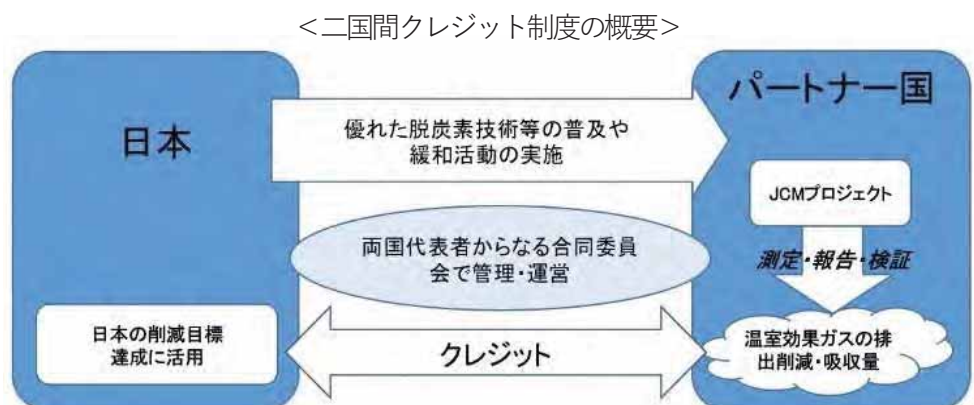 ＜二国間クレジット制度の概要＞
日本
パートナー国
優れた脱炭素技術等の普及や
緩和活動の実施
JCMプロジェクト
両国代表者からなる合同委員
会で管理・運営
測定・報告・検証
日本の削減目標
達成に活用
クレジット
温室効果ガスの排
出削減・吸収量